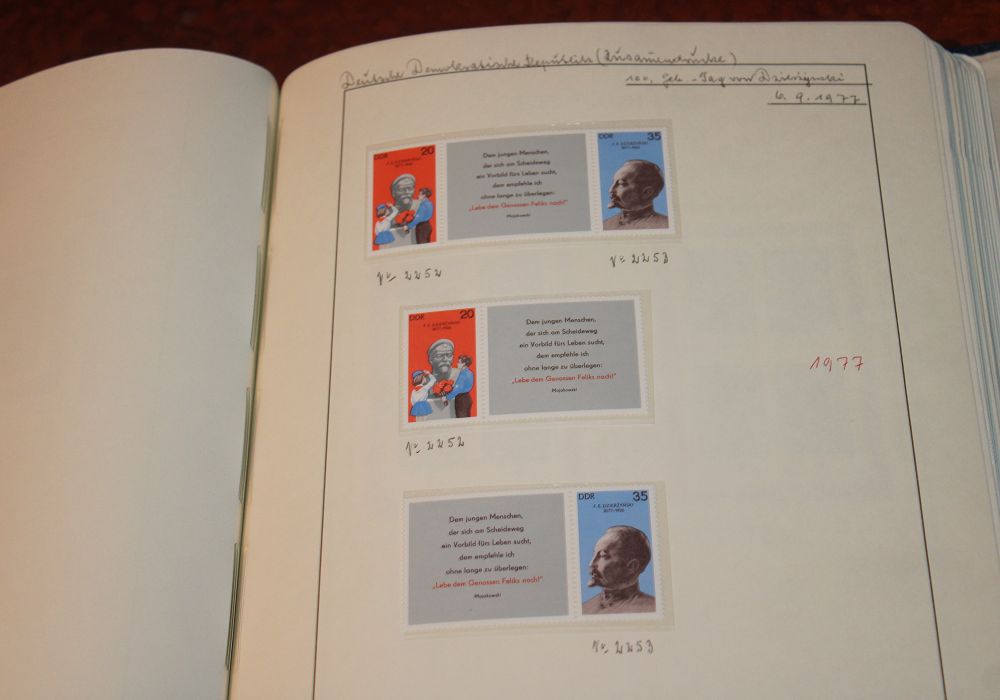 Deutsche Demokratische Republik (Zusammendrucke)
100. Geb.-Tag von Dzierzynski
6.9.1977
DDR 20
F. E. DZIERZYNSKI
1877-1926
Dem jungen Menschen,
der sich am Scheideweg
ein Vorbild fürs Leben sucht,
dem empfehle ich
ohne lange zu überlegen:
„Lebe dem Genossen Feliks nach!"
Majakowski
DDR 35
F. E. DZIERZYNSKI
1877-1926
No 2252
No 2253
DDR 20
F. E. DZIERZYNSKI
1877-1926
Dem jungen Menschen,
der sich am Scheideweg
ein Vorbild fürs Leben sucht,
dem empfehle ich
ohne lange zu überlegen:
„Lebe dem Genossen Feliks nach!"
Majakowski
1977
No 2252
Dem jungen Menschen,
der sich am Scheideweg
ein Vorbild fürs Leben sucht,
dem empfehle ich
ohne lange zu überlegen:
„Lebe dem Genossen Feliks nach!"
Majakowski
DDR 35
F. E. DZIERZYNSKI
1877-1926
No 2253